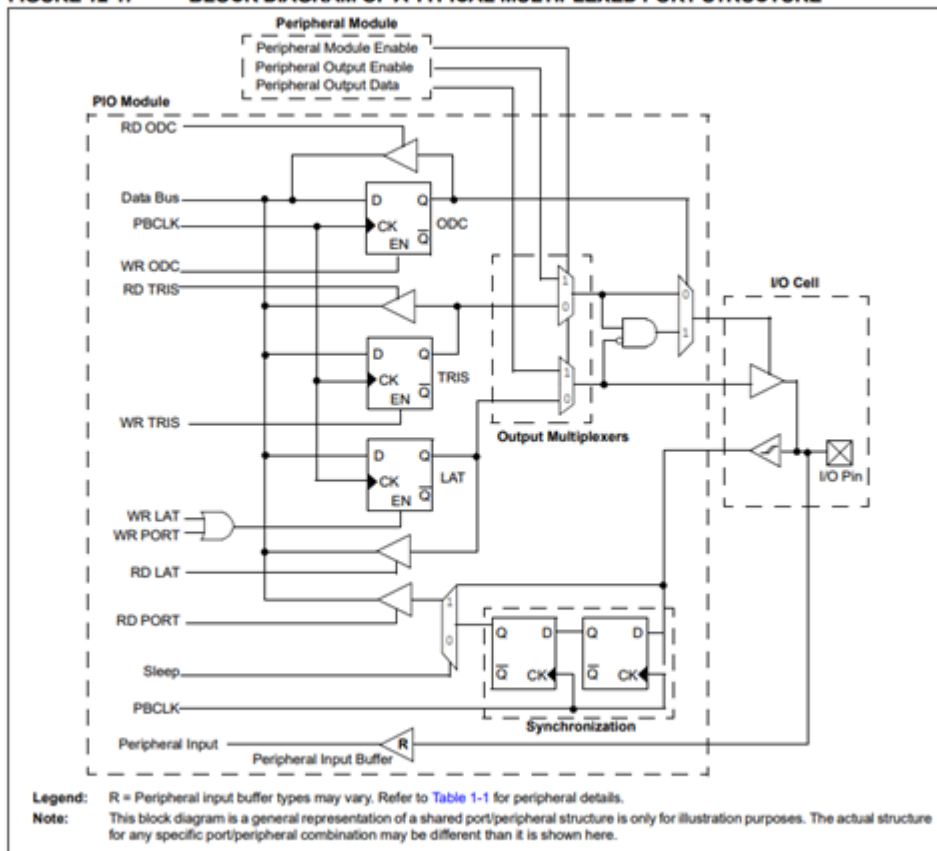 Peripheral Module
Peripheral Module Enable
Peripheral Output Enable
Peripheral Output Data
PIO Module
RD ODC
Data Bus
D Q
ODC
PBCLK
CK
EN Q
WR ODC
RD TRIS
1
0
0
1
I/O Cell
D Q
TRIS
CK
EN Q
WR TRIS
1
0
Output Multiplexers
D Q
LAT
CK
EN Q
I/O Pin
WR LAT
WR PORT
RD LAT
1
0
RD PORT
Q D Q D
Q CK Q CK
Sleep
PBCLK
Synchronization
Peripheral Input
R
Peripheral Input Buffer
Legend: R = Peripheral input buffer types may vary. Refer to Table 1-1 for peripheral details.
Note: This block diagram is a general representation of a shared port/peripheral structure is only for illustration purposes. The actual structure
for any specific port/peripheral combination may be different than it is shown here.